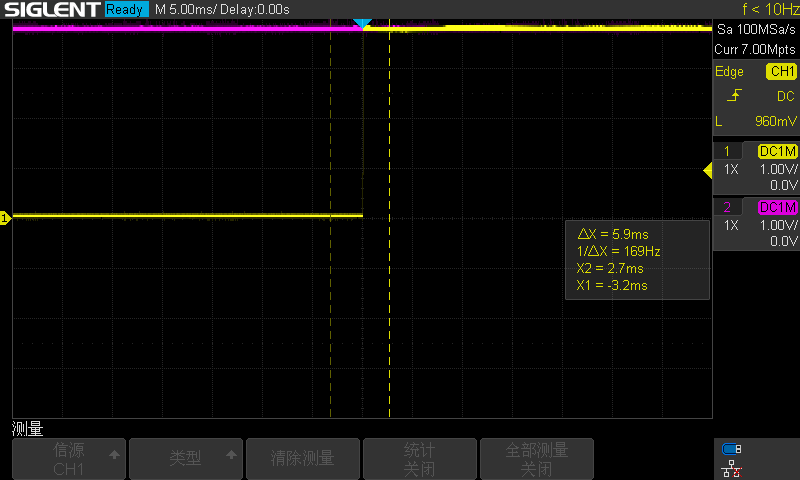 SIGLENT Ready M 5.00ms/ Delay:0.00s f < 10Hz
Sa 100MSa/s
Curr 7.00Mpts
Edge CH1
DC
L 960mV
1 DC1M
1X 1.00V/
0.0V
2 DC1M
1X 1.00V/
0.0V
1
△X = 5.9ms
1/△X = 169Hz
X2 = 2.7ms
X1 = -3.2ms
测量
信源 CH1
类型
清除测量
统计 关闭
全部测量 关闭